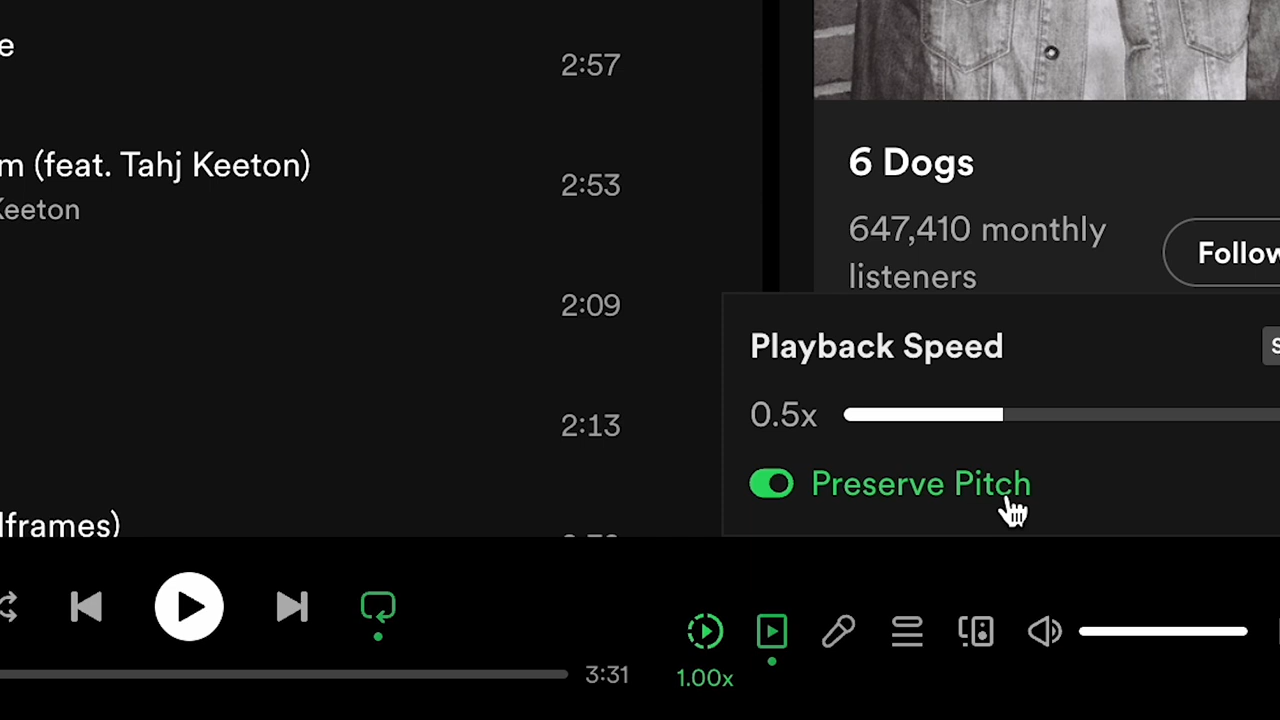 e
2:57
m (feat. Tahj Keeton)
Keeton
2:53
2:09
2:13
lframes)
6 Dogs
647,410 monthly
listeners
Follow
Playback Speed
0.5x
Preserve Pitch
3:31
1.00x